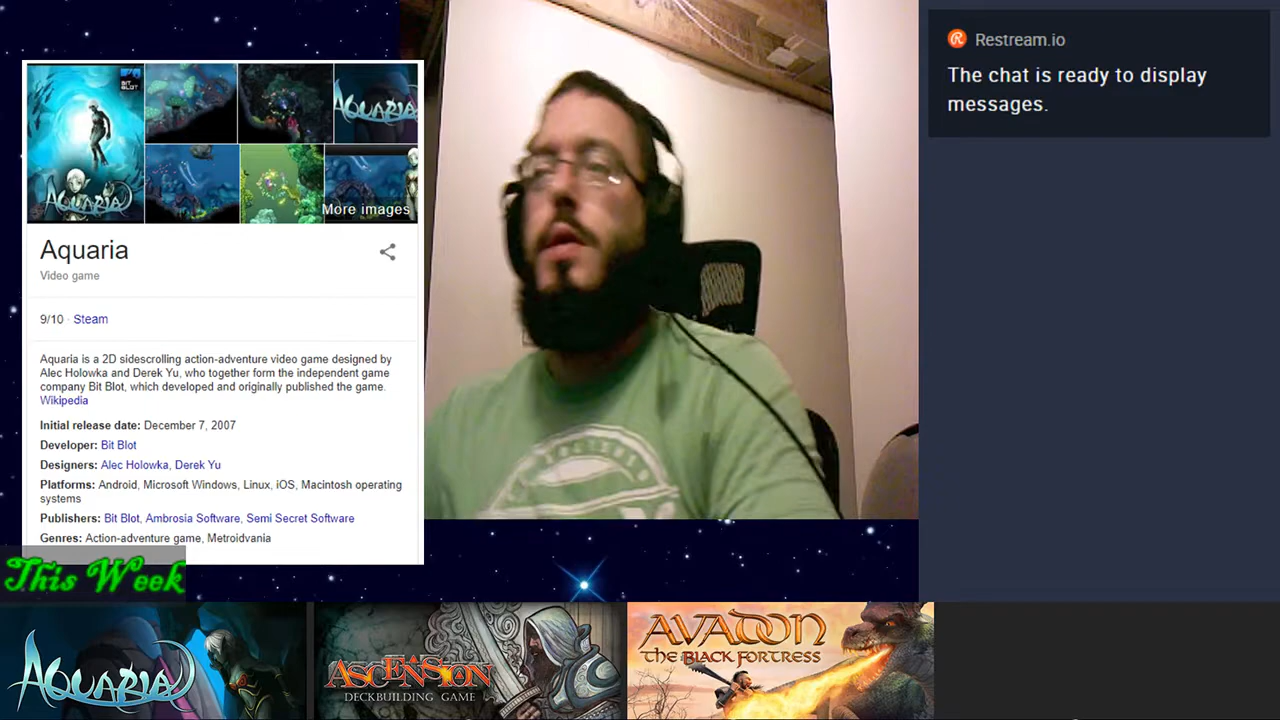 BIT
BLOT
AQUARIA
AQUARIA
More images
Aquaria
Video game
9/10 · Steam
Aquaria is a 2D sidescrolling action-adventure video game designed by
Alec Holowka and Derek Yu, who together form the independent game
company Bit Blot, which developed and originally published the game.
Wikipedia
Initial release date: December 7, 2007
Developer: Bit Blot
Designers: Alec Holowka, Derek Yu
Platforms: Android, Microsoft Windows, Linux, iOS, Macintosh operating
systems
Publishers: Bit Blot, Ambrosia Software, Semi Secret Software
Genres: Action-adventure game, Metroidvania
Restream.io
The chat is ready to display
messages.
This Week
AQUARIA
ASCENSION
DECKBUILDING GAME
AVADON
THE BLACK FORTRESS